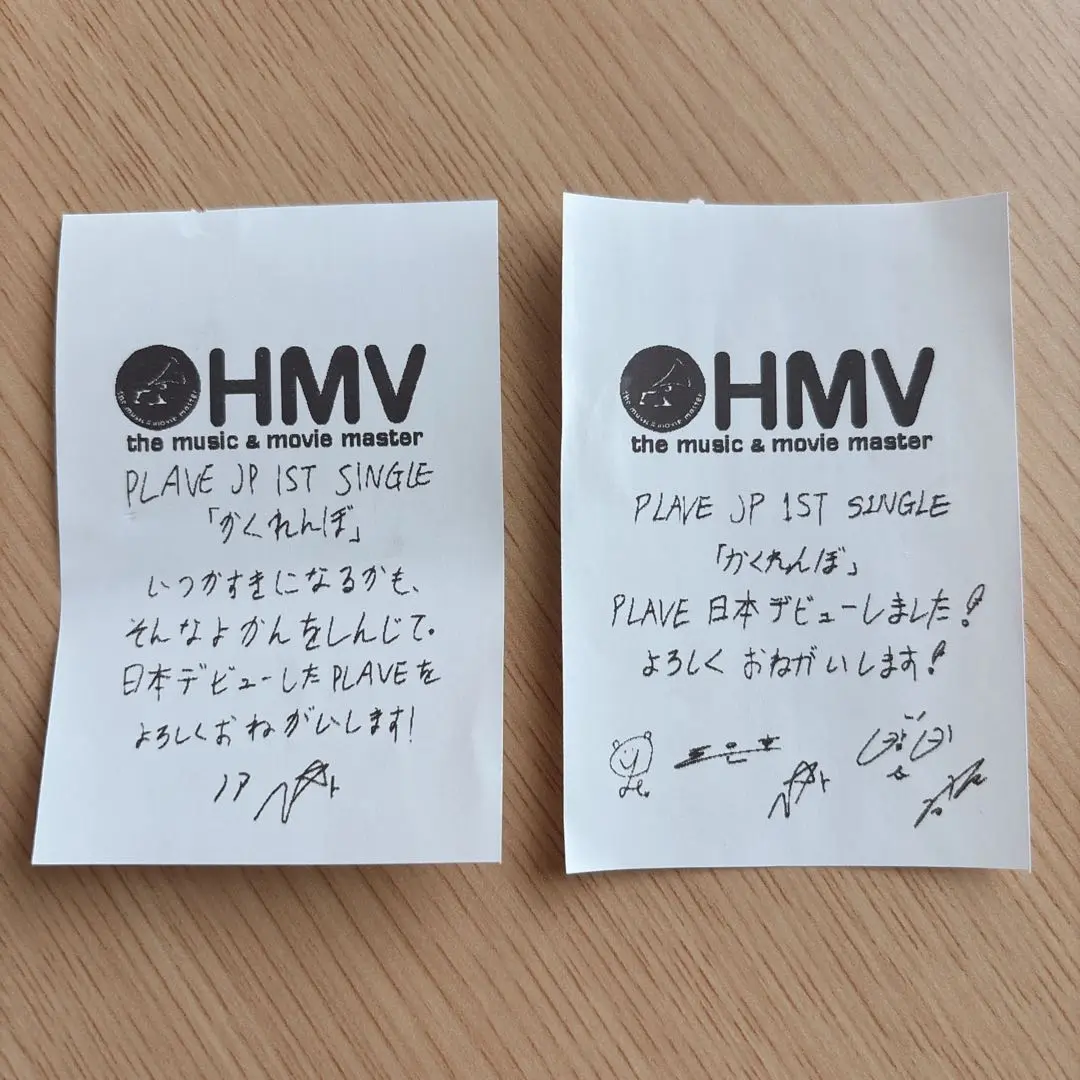 HMV
the music & movie master
PLAVE JP 1ST SINGLE
「かくれんぼ」
いつかすきになるかも、
そんなよかんをしんじて。
日本デビューしたPLAVEを
よろしくおねがいします!
ノア
HMV
the music & movie master
PLAVE JP 1ST SINGLE
「かくれんぼ」
PLAVE 日本デビューしました!
よろしくおねがいします!